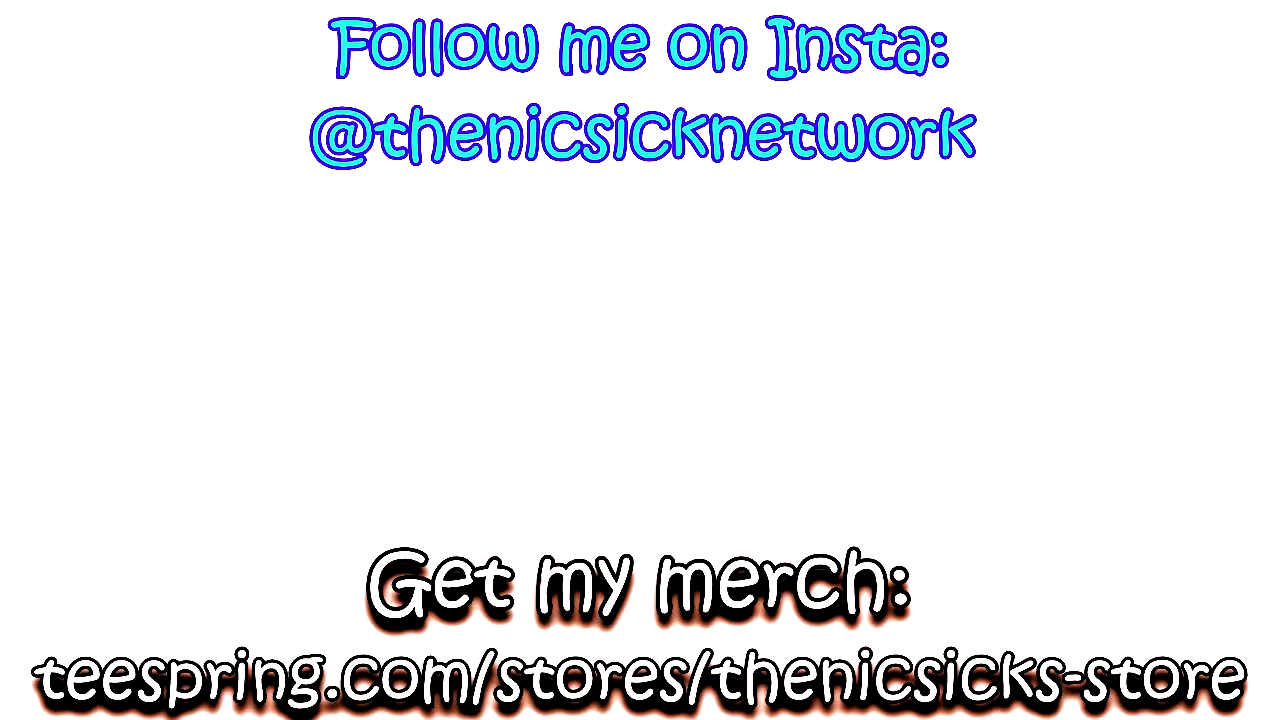 Follow me on Insta:
@thenicsicknetwork
Get my merch:
teespring.com/stores/thenicsicks-store